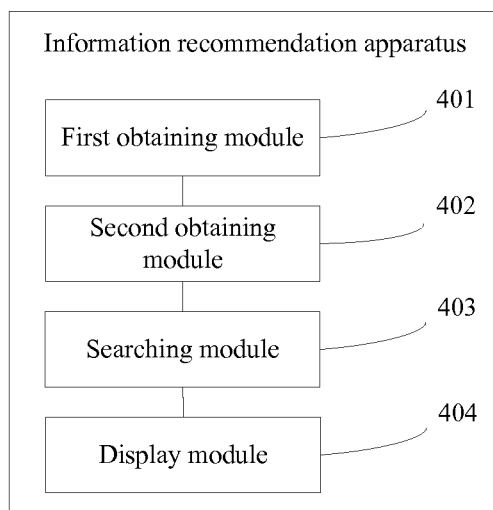 Information recommendation apparatus
401
First obtaining module
402
Second obtaining
module
403
Searching module
404
Display module